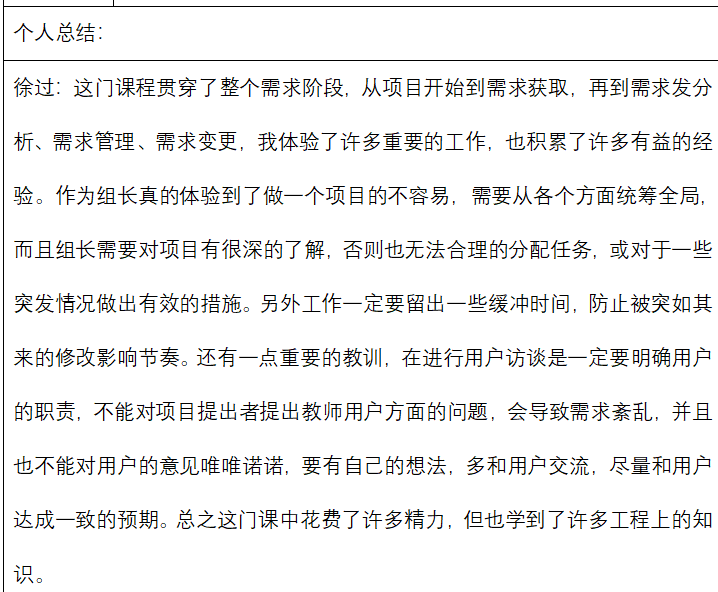 个人总结：
徐过：这门课程贯穿了整个需求阶段，从项目开始到需求获取，再到需求发分
析、需求管理、需求变更，我体验了许多重要的工作，也积累了许多有益的经
验。作为组长真的体验到了做一个项目的不容易，需要从各个方面统筹全局，
而且组长需要对项目有很深的了解，否则也无法合理的分配任务，或对于一些
突发情况做出有效的措施。另外工作一定要留出一些缓冲时间，防止被突如其
来的修改影响节奏。还有一点重要的教训，在进行用户访谈是一定要明确用户
的职责，不能对项目提出者提出教师用户方面的问题，会导致需求紊乱，并且
也不能对用户的意见唯唯诺诺，要有自己的想法，多和用户交流，尽量和用户
达成一致的预期。总之这门课中花费了许多精力，但也学到了许多工程上的知
识。